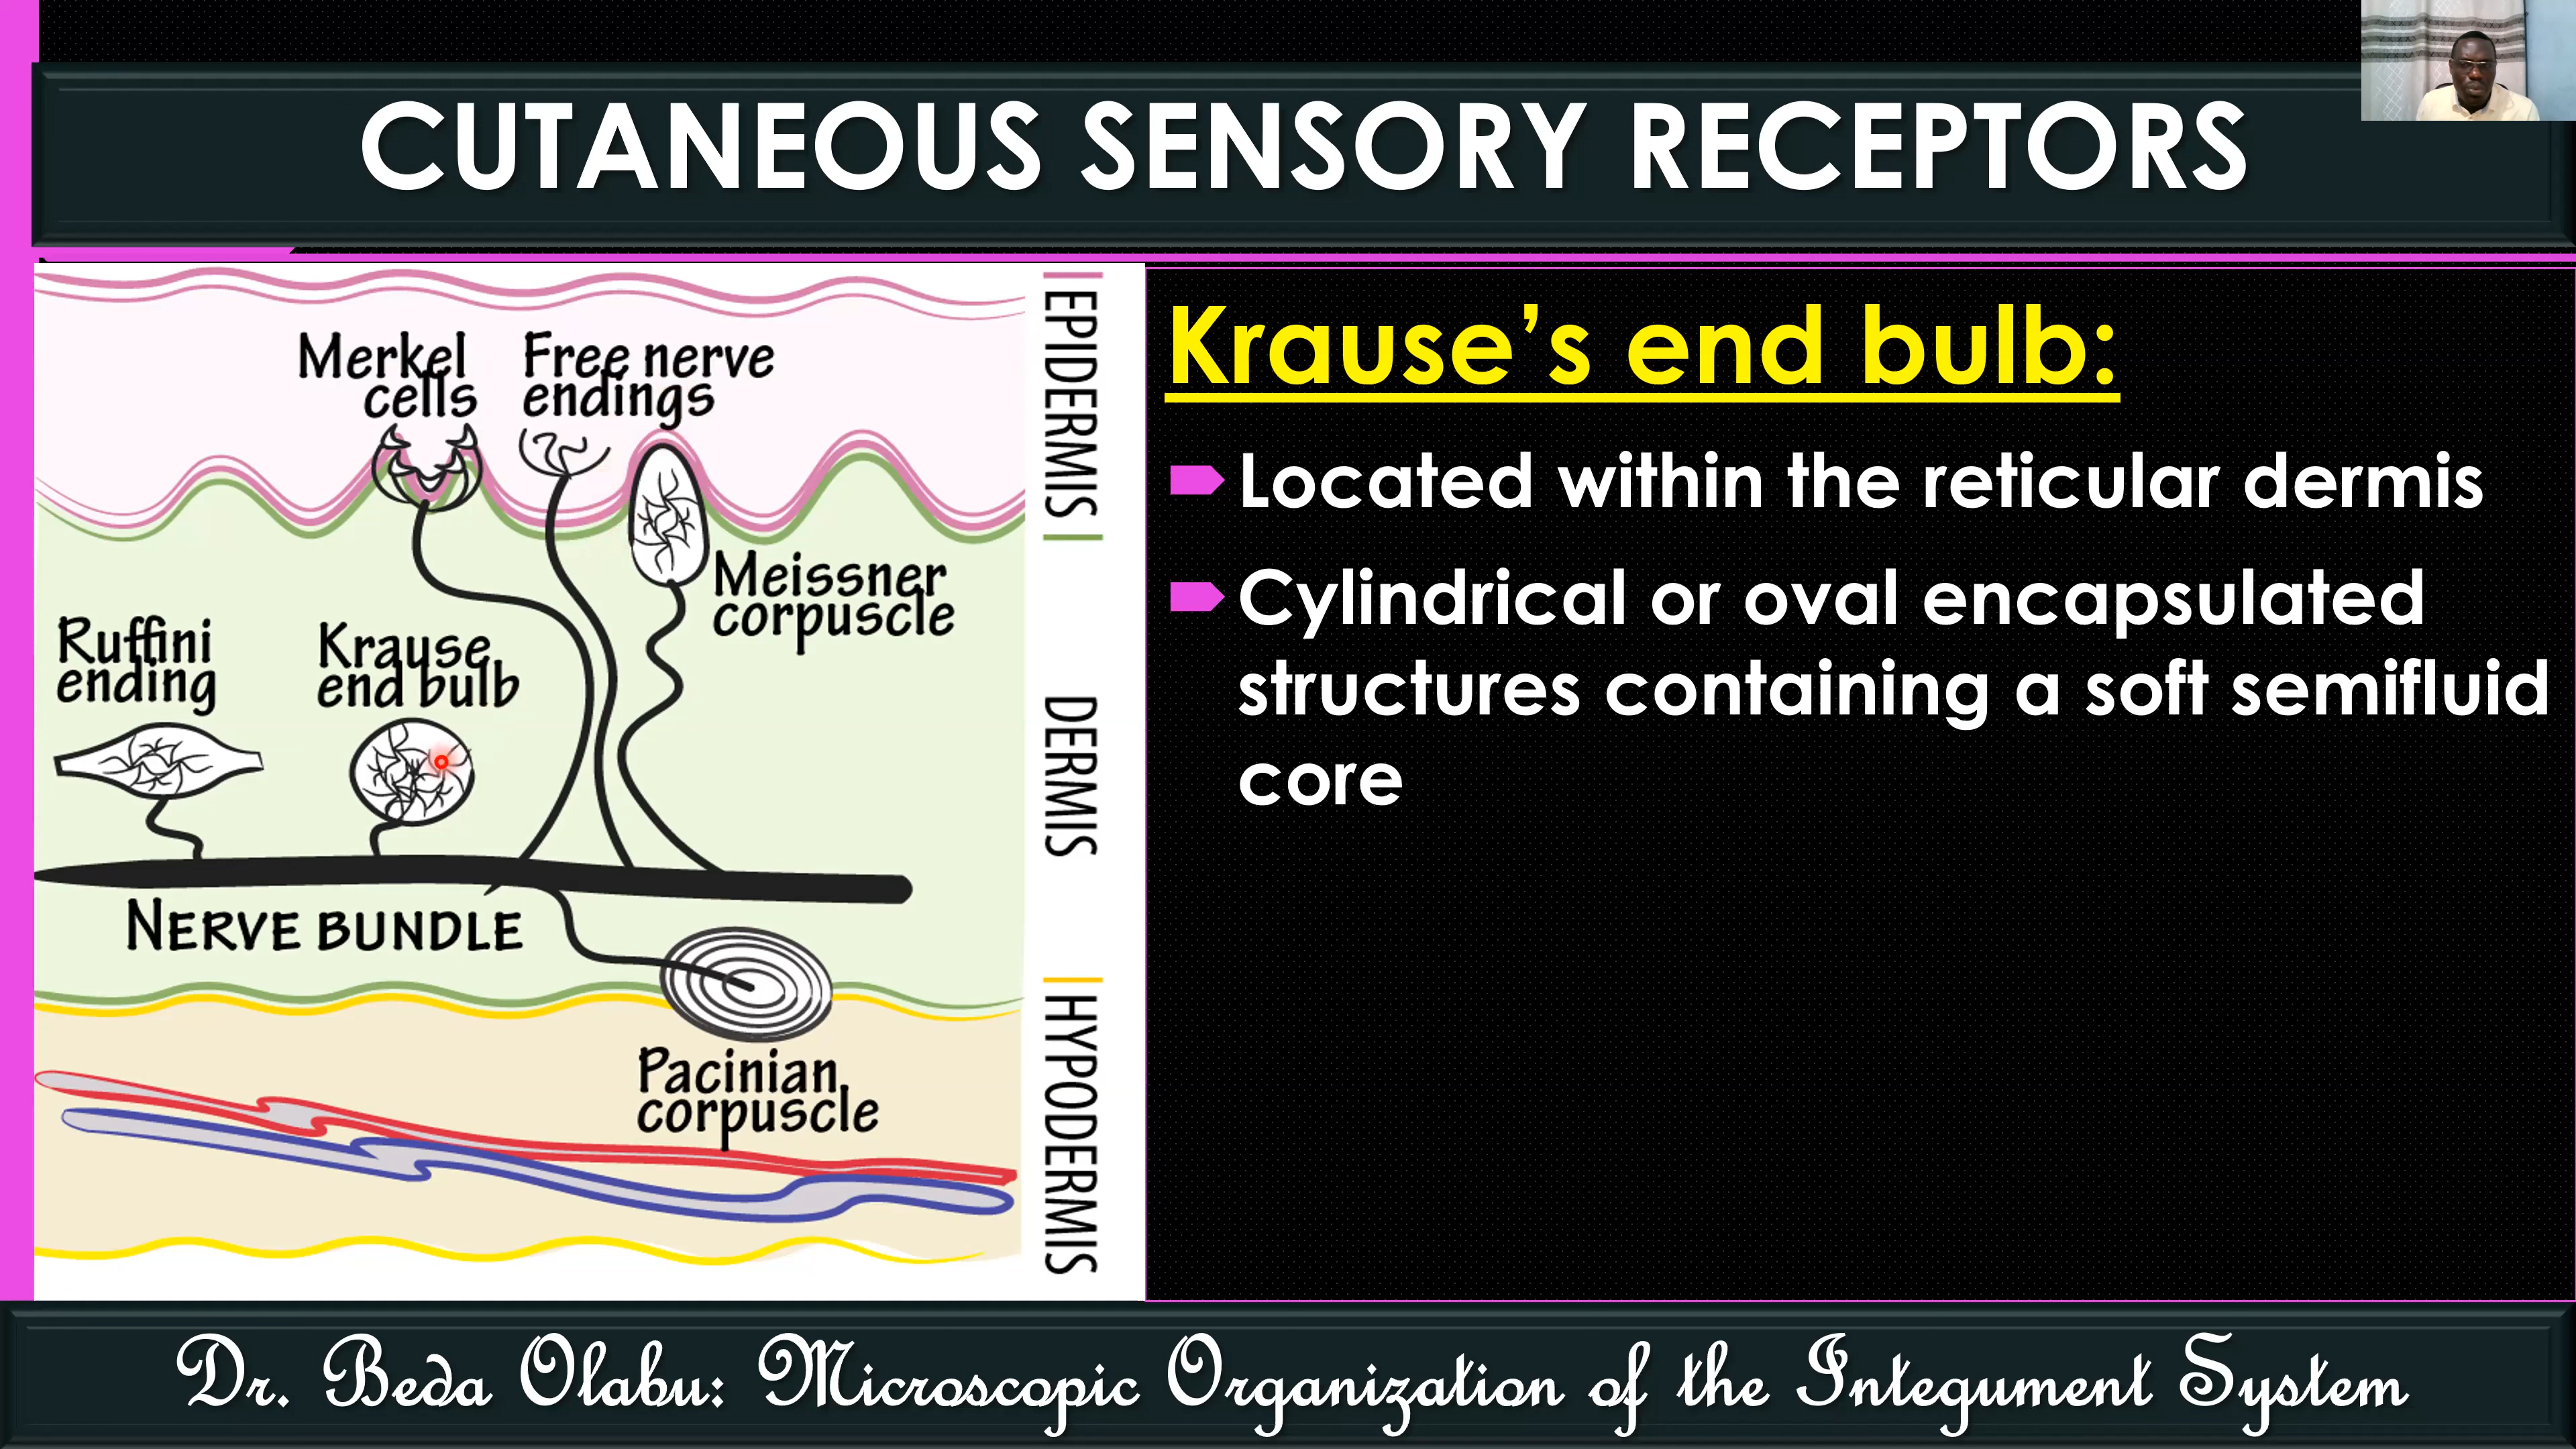 CUTANEOUS SENSORY RECEPTORS
Merkel
cells
Free nerve
endings
Meissner
corpuscle
Ruffini
ending
Krause
end bulb
NERVE BUNDLE
Pacinian
corpuscle
EPIDERMIS
DERMIS
HYPODERMIS
Krause’s end bulb:
Located within the reticular dermis
Cylindrical or oval encapsulated
structures containing a soft semifluid
core
Dr. Beda Olabu: Microscopic Organization of the Integument System